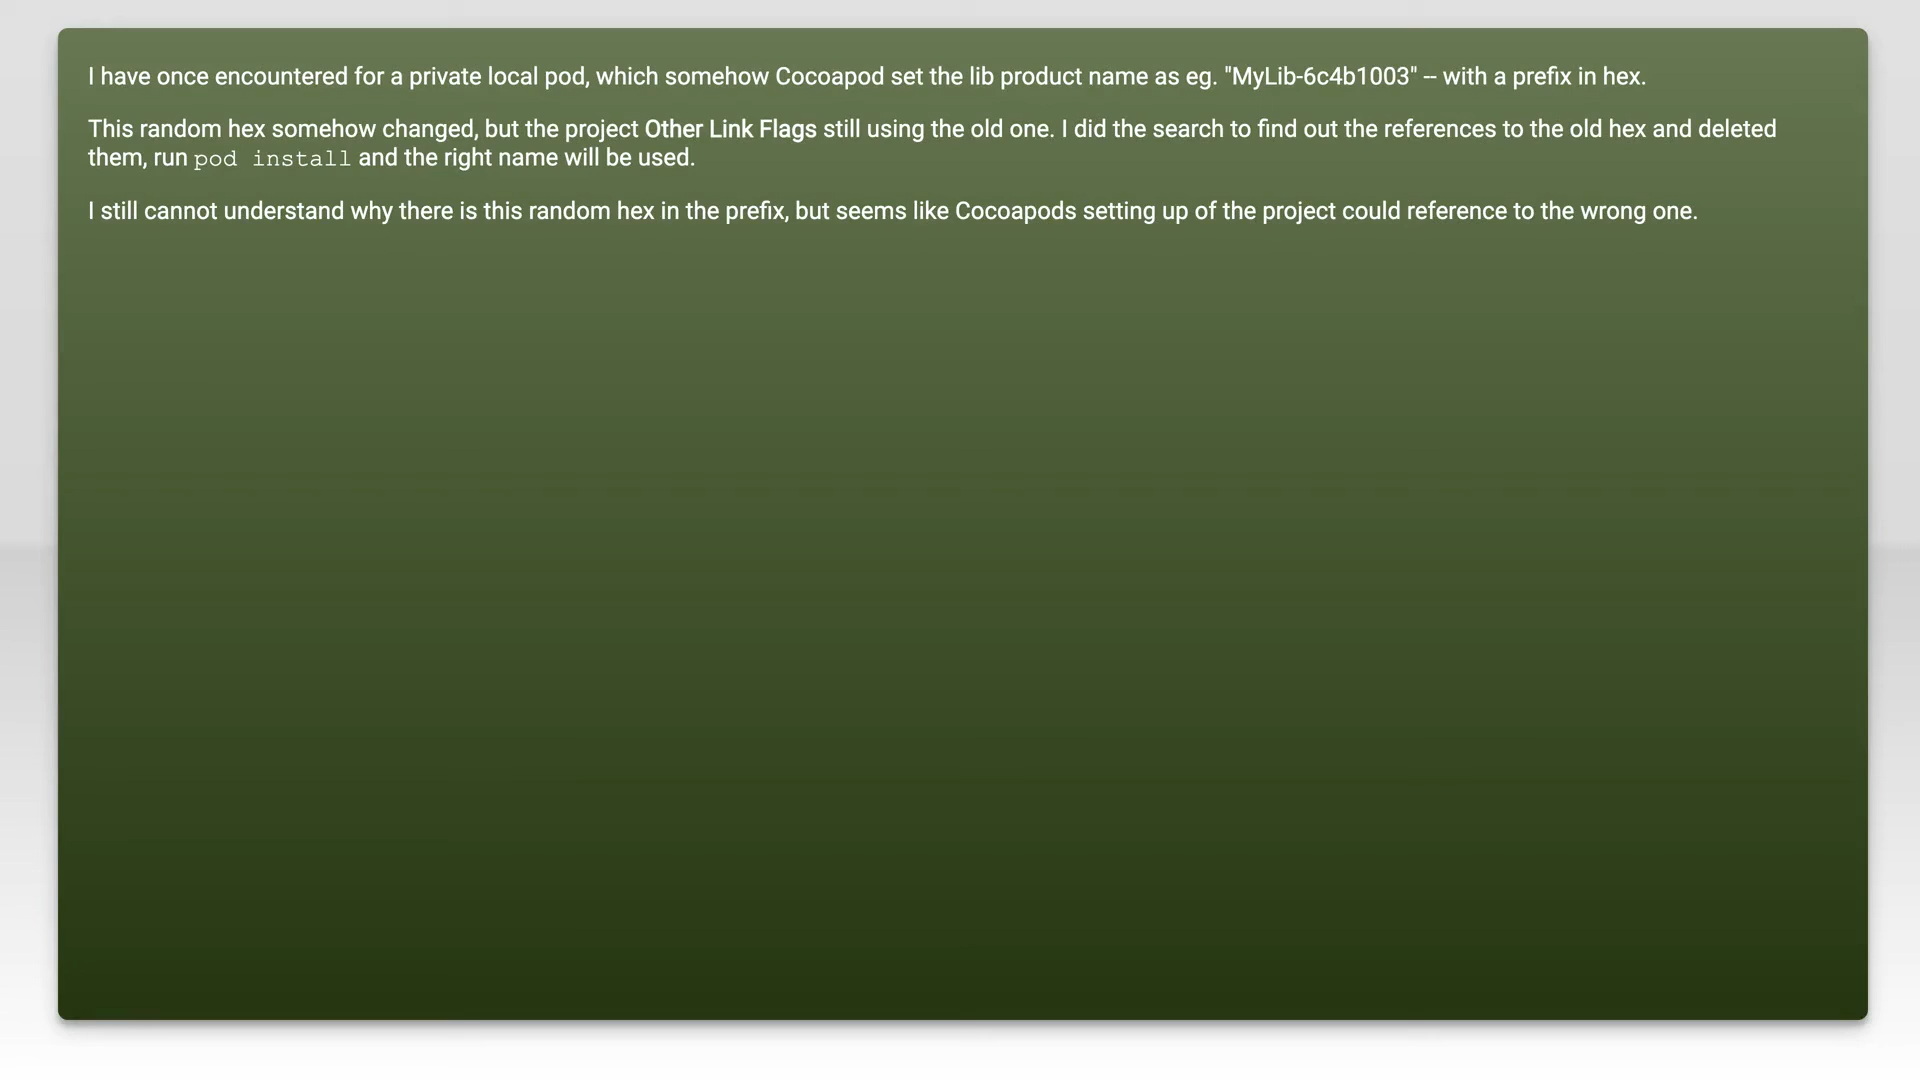 I have once encountered for a private local pod, which somehow Cocoapod set the lib product name as eg. "MyLib-6c4b1003" -- with a prefix in hex.
This random hex somehow changed, but the project Other Link Flags still using the old one. I did the search to find out the references to the old hex and deleted
them, run pod install and the right name will be used.
I still cannot understand why there is this random hex in the prefix, but seems like Cocoapods setting up of the project could reference to the wrong one.